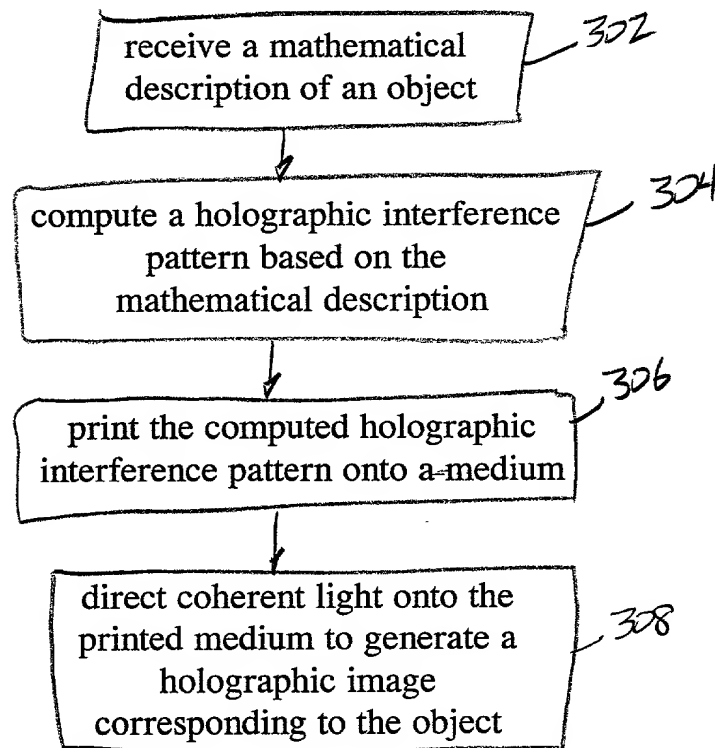 receive a mathematical
description of an object
302
compute a holographic interference
pattern based on the
mathematical description
304
print the computed holographic
interference pattern onto a medium
306
direct coherent light onto the
printed medium to generate a
holographic image
corresponding to the object
308